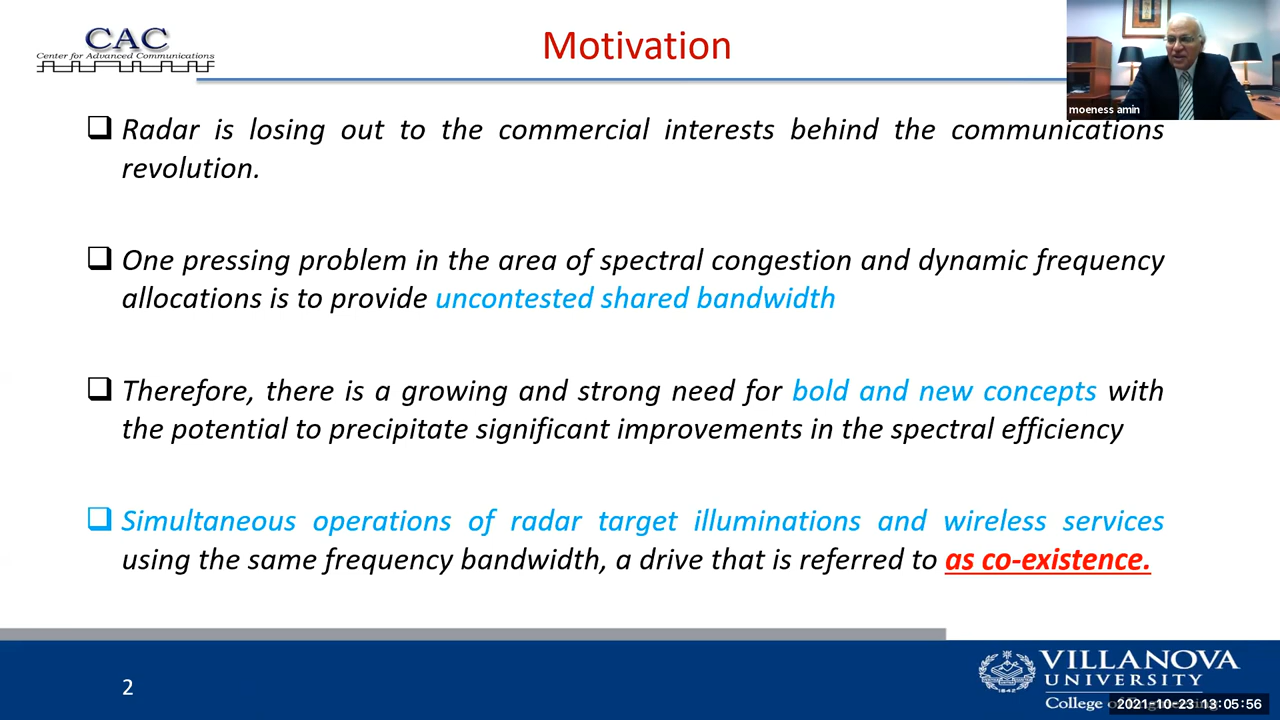 CAC
Center for Advanced Communications
Motivation
moeness amin
Radar is losing out to the commercial interests behind the communications
revolution.
One pressing problem in the area of spectral congestion and dynamic frequency
allocations is to provide uncontested shared bandwidth
Therefore, there is a growing and strong need for bold and new concepts with
the potential to precipitate significant improvements in the spectral efficiency
Simultaneous operations of radar target illuminations and wireless services
using the same frequency bandwidth, a drive that is referred to as co-existence.
2
VILLANOVA
UNIVERSITY
College of Engineering
2021-10-23 13:05:56